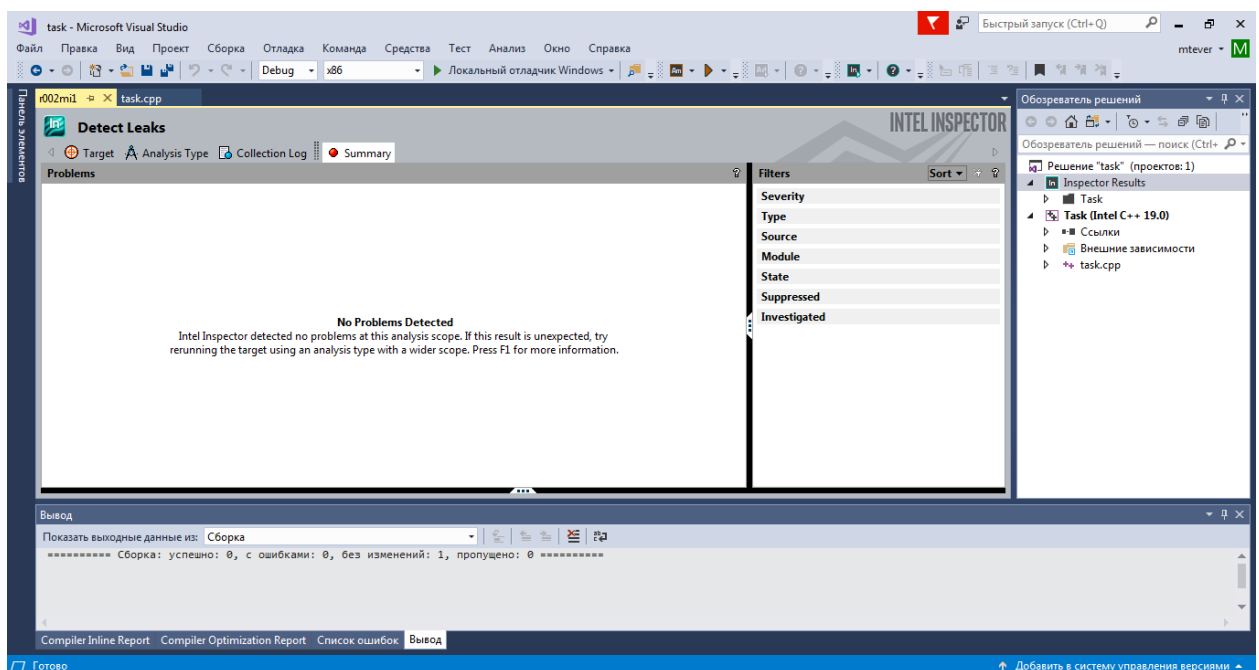 task - Microsoft Visual Studio
Быстрый запуск (Ctrl+Q)
Файл Правка Вид Проект Сборка Отладка Команда Средства Тест Анализ Окно Справка
mtever M
Debug x86 Локальный отладчик Windows
Панель элементов
r002mi1 task.cpp
Detect Leaks
INTEL INSPECTOR
Target Analysis Type Collection Log Summary
Problems
No Problems Detected
Intel Inspector detected no problems at this analysis scope. If this result is unexpected, try
rerunning the target using an analysis type with a wider scope. Press F1 for more information.
Filters Sort
Severity
Type
Source
Module
State
Suppressed
Investigated
Обозреватель решений
Обозреватель решений — поиск (Ctrl+
Решение "task" (проектов: 1)
Inspector Results
Task
Task (Intel C++ 19.0)
Ссылки
Внешние зависимости
task.cpp
Вывод
Показать выходные данные из: Сборка
========== Сборка: успешно: 0, с ошибками: 0, без изменений: 1, пропущено: 0 ==========
Compiler Inline Report Compiler Optimization Report Список ошибок Вывод
Готово
Добавить в систему управления версиями